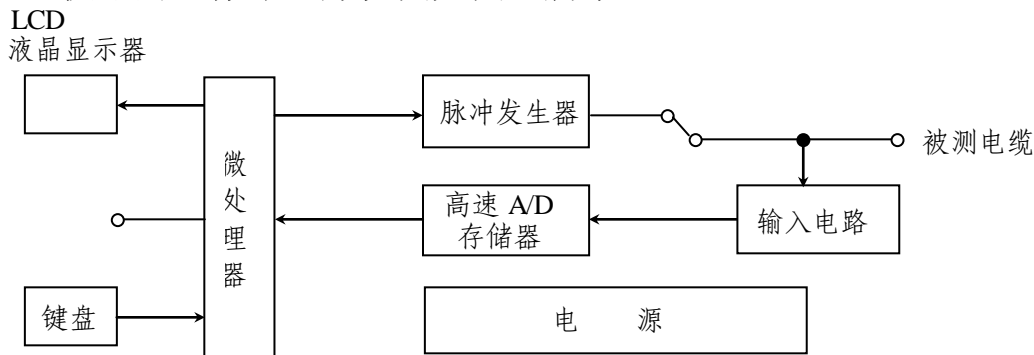 LCD
液晶显示器
脉冲发生器
被测电缆
微处理器
高速 A/D
存储器
输入电路
键盘
电 源